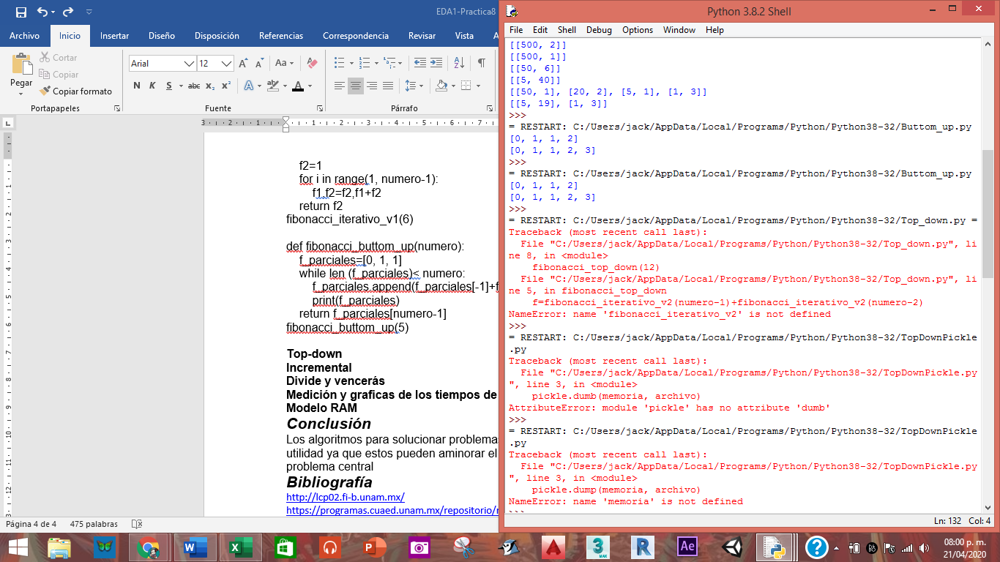 EDA1-Practica8
Archivo Inicio Insertar Diseño Disposición Referencias Correspondencia Revisar Vista A
Pegar
Cortar
Copiar
Copiar formato
Portapapeles
Arial 12 A A Aa
N K S abc x₂ x² A aby A
Fuente
Párrafo
3 2 1 1 2 3 4 5 6 7
f2=1
for i in range(1, numero-1):
f1,f2=f2,f1+f2
return f2
fibonacci_iterativo_v1(6)
def fibonacci_buttom_up(numero):
f_parciales=[0, 1, 1]
while len (f_parciales)< numero:
f_parciales.append(f_parciales[-1]+f
print(f_parciales)
return f_parciales[numero-1]
fibonacci_buttom_up(5)
Top-down
Incremental
Divide y vencerás
Medición y graficas de los tiempos de
Modelo RAM
Conclusión
Los algoritmos para solucionar problemas
utilidad ya que estos pueden aminorar el
problema central
Bibliografía
http://lcp02.fi-b.unam.mx/
https://programas.cuaed.unam.mx/repositorio/
Página 4 de 4 475 palabras
Python 3.8.2 Shell
File Edit Shell Debug Options Window Help
[[500, 2]]
[[500, 1]]
[[50, 6]]
[[5, 40]]
[[50, 1], [20, 2], [5, 1], [1, 3]]
[[5, 19], [1, 3]]
>>>
= RESTART: C:/Users/jack/AppData/Local/Programs/Python/Python38-32/Buttom_up.py
[0, 1, 1, 2]
[0, 1, 1, 2, 3]
>>>
= RESTART: C:/Users/jack/AppData/Local/Programs/Python/Python38-32/Buttom_up.py
[0, 1, 1, 2]
[0, 1, 1, 2, 3]
>>>
= RESTART: C:/Users/jack/AppData/Local/Programs/Python/Python38-32/Top_down.py =
Traceback (most recent call last):
File "C:/Users/jack/AppData/Local/Programs/Python/Python38-32/Top_down.py", li
ne 8, in <module>
fibonacci_top_down(12)
File "C:/Users/jack/AppData/Local/Programs/Python/Python38-32/Top_down.py", li
ne 5, in fibonacci_top_down
f=fibonacci_iterativo_v2(numero-1)+fibonacci_iterativo_v2(numero-2)
NameError: name 'fibonacci_iterativo_v2' is not defined
>>>
= RESTART: C:/Users/jack/AppData/Local/Programs/Python/Python38-32/TopDownPickle
.py
Traceback (most recent call last):
File "C:/Users/jack/AppData/Local/Programs/Python/Python38-32/TopDownPickle.py
", line 3, in <module>
pickle.dumb(memoria, archivo)
AttributeError: module 'pickle' has no attribute 'dumb'
>>>
= RESTART: C:/Users/jack/AppData/Local/Programs/Python/Python38-32/TopDownPickle
.py
Traceback (most recent call last):
File "C:/Users/jack/AppData/Local/Programs/Python/Python38-32/TopDownPickle.py
", line 3, in <module>
pickle.dump(memoria, archivo)
NameError: name 'memoria' is not defined
>>>
Ln: 132 Col: 4
08:00 p. m.
21/04/2020